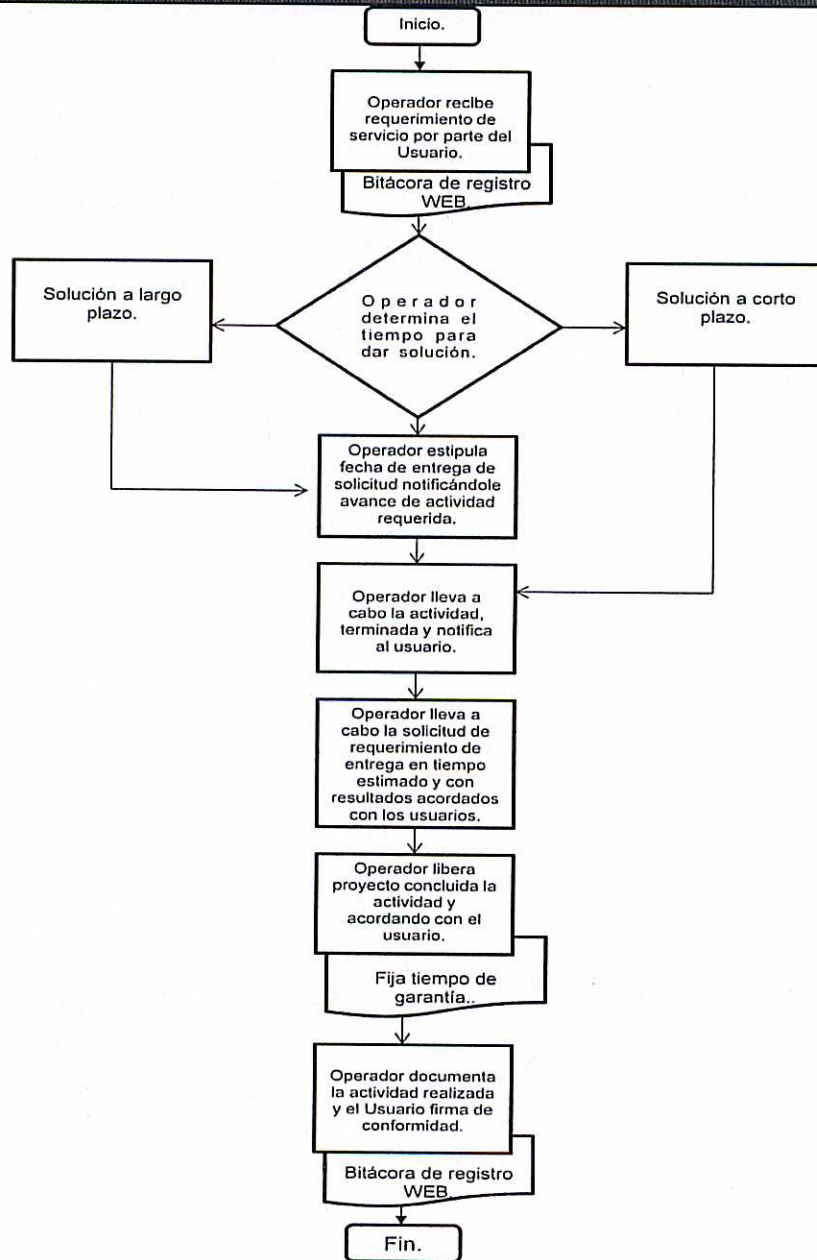 Inicio.
Operador recibe
requerimiento de
servicio por parte del
Usuario.
Bitácora de registro
WEB.
Solución a largo
plazo.
Operador
determina el
tiempo para
dar solución.
Solución a corto
plazo.
Operador estipula
fecha de entrega de
solicitud notificándole
avance de actividad
requerida.
Operador lleva a
cabo la actividad,
terminada y notifica
al usuario.
Operador lleva a
cabo la solicitud de
requerimiento de
entrega en tiempo
estimado y con
resultados acordados
con los usuarios.
Operador libera
proyecto concluida la
actividad y
acordando con el
usuario.
Fija tiempo de
garantía..
Operador documenta
la actividad realizada
y el Usuario firma de
conformidad.
Bitácora de registro
WEB.
Fin.